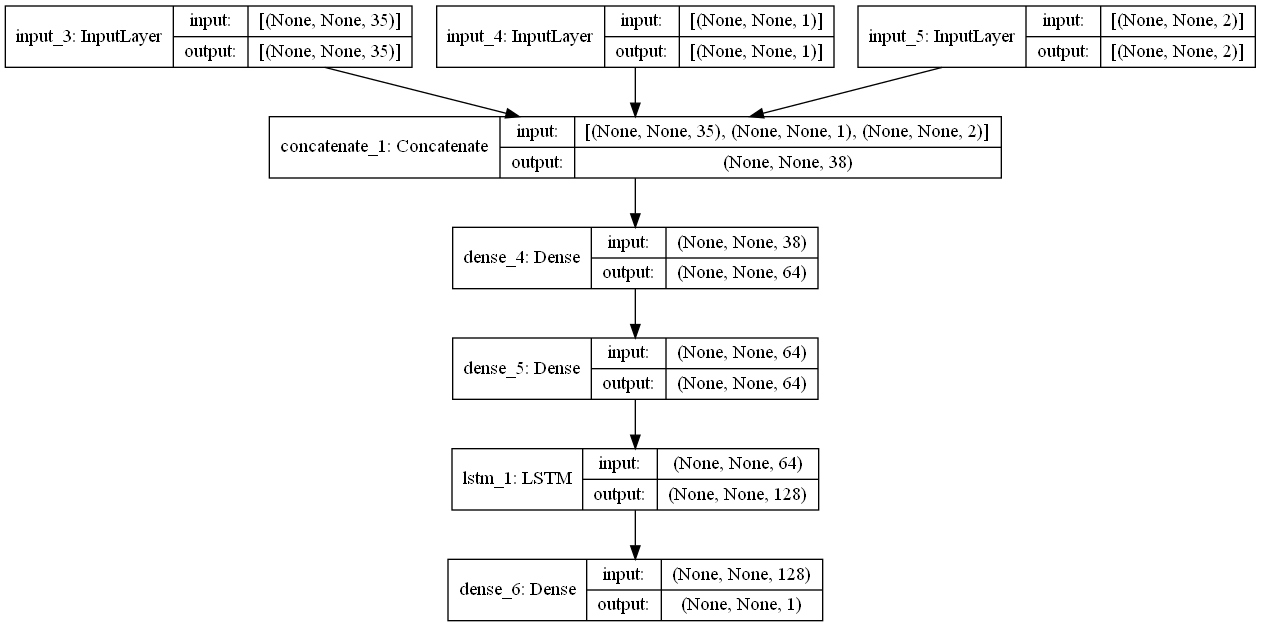 input_3: InputLayer input: [(None, None, 35)] output: [(None, None, 35)]
input_4: InputLayer input: [(None, None, 1)] output: [(None, None, 1)]
input_5: InputLayer input: [(None, None, 2)] output: [(None, None, 2)]
concatenate_1: Concatenate input: [(None, None, 35), (None, None, 1), (None, None, 2)] output: (None, None, 38)
dense_4: Dense input: (None, None, 38) output: (None, None, 64)
dense_5: Dense input: (None, None, 64) output: (None, None, 64)
lstm_1: LSTM input: (None, None, 64) output: (None, None, 128)
dense_6: Dense input: (None, None, 128) output: (None, None, 1)